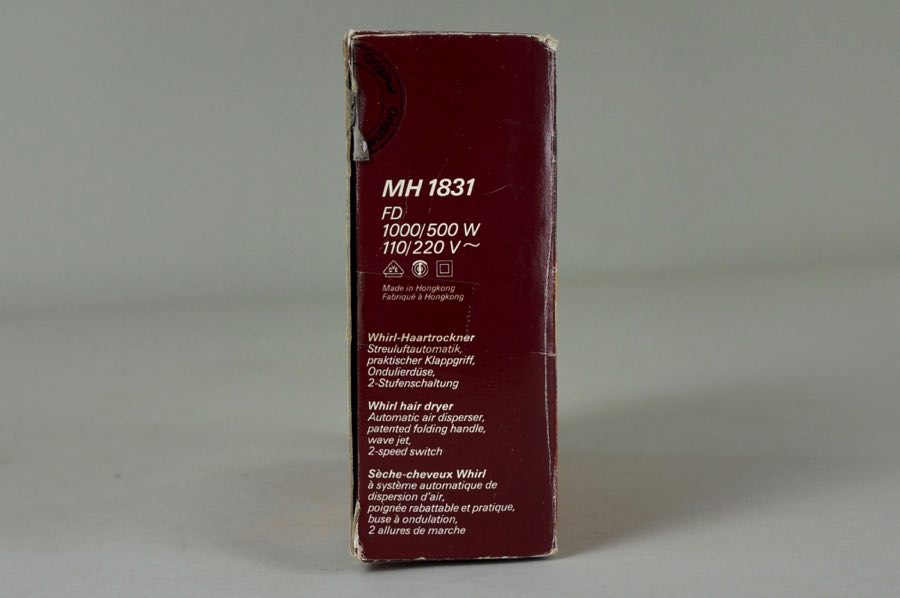 Original
Original
MH 1831
FD
1000/500 W
110/220 V~
Made in Hongkong
Fabriqué à Hongkong
Whirl-Haartrockner
Streuluftautomatik,
praktischer Klappgriff,
Ondulierdüse,
2-Stufenschaltung
Whirl hair dryer
Automatic air disperser,
patented folding handle,
wave jet,
2-speed switch
Sèche-cheveux Whirl
à système automatique de
dispersion d'air,
poignée rabattable et pratique,
buse à ondulation,
2 allures de marche